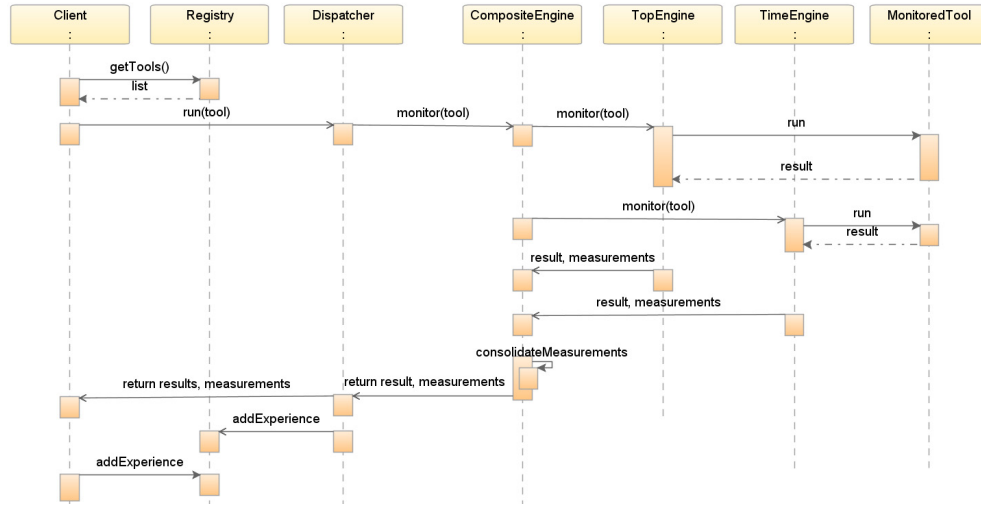 Client
:
Registry
:
Dispatcher
:
CompositeEngine
:
TopEngine
:
TimeEngine
:
MonitoredTool
:
getTools()
list
run(tool)
monitor(tool)
monitor(tool)
run
result
monitor(tool)
run
result
result, measurements
result, measurements
consolidateMeasurements
return results, measurements
return result, measurements
addExperience
addExperience